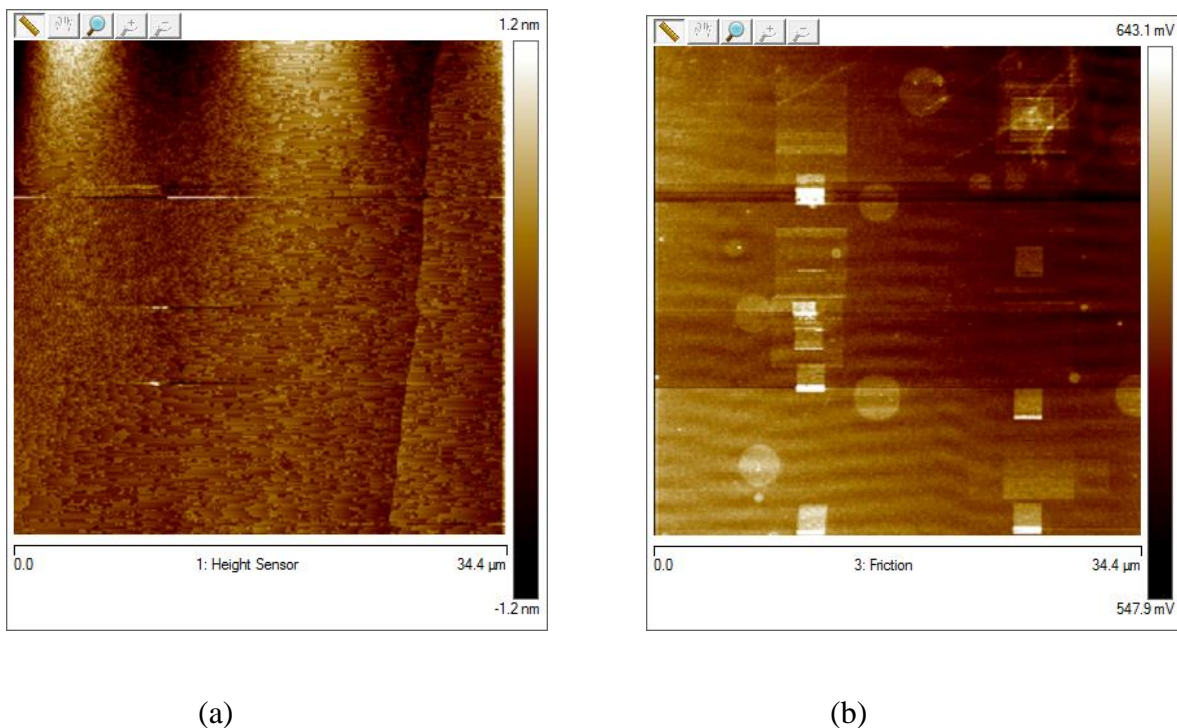 1.2 nm
-1.2 nm
0.0
1: Height Sensor
34.4 µm
643.1 mV
547.9 mV
0.0
3: Friction
34.4 µm
(a)
(b)